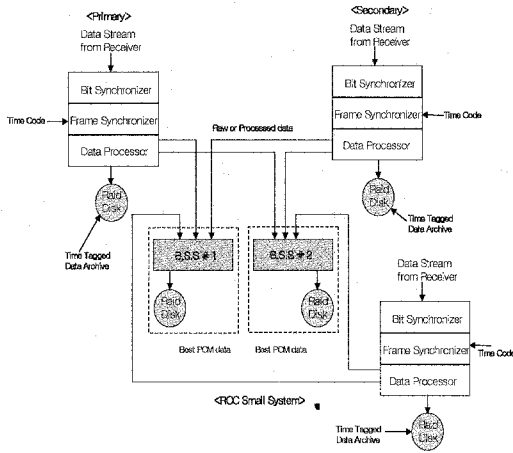 <Primary>
Data Stream
from Receiver
Bit Synchronizer
Time Code
Frame Synchronizer
Data Processor
Raid
Disk
Time Tagged
Data Archive
Raw or Processed data
<Secondary>
Data Stream
from Receiver
Bit Synchronizer
Frame Synchronizer
Time Code
Data Processor
Raid
Disk
Time Tagged
Data Archive
B.S.S # 1
Raid
Disk
Best PCM data
B.S.S # 2
Raid
Disk
Best PCM data
Data Stream
from Receiver
Bit Synchronizer
Frame Synchronizer
Time Code
Data Processor
<ROC Small System>
Time Tagged
Data Archive
Raid
Disk